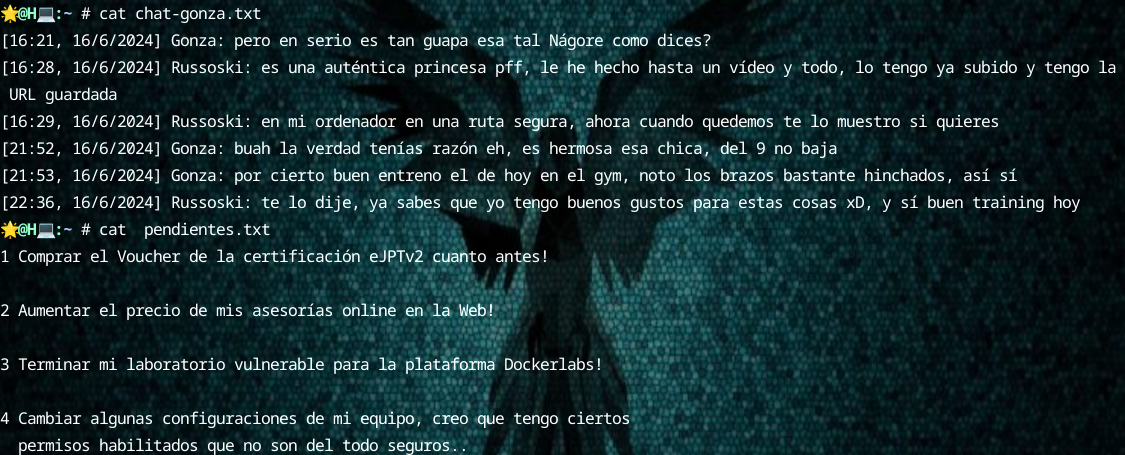 🌟@H💻:~ # cat chat-gonza.txt
[16:21, 16/6/2024] Gonza: pero en serio es tan guapa esa tal Nágore como dices?
[16:28, 16/6/2024] Russoski: es una auténtica princesa pff, le he hecho hasta un vídeo y todo, lo tengo ya subido y tengo la
URL guardada
[16:29, 16/6/2024] Russoski: en mi ordenador en una ruta segura, ahora cuando quedemos te lo muestro si quieres
[21:52, 16/6/2024] Gonza: buah la verdad tenías razón eh, es hermosa esa chica, del 9 no baja
[21:53, 16/6/2024] Gonza: por cierto buen entreno el de hoy en el gym, noto los brazos bastante hinchados, así sí
[22:36, 16/6/2024] Russoski: te lo dije, ya sabes que yo tengo buenos gustos para estas cosas xD, y sí buen training hoy
🌟@H💻:~ # cat  pendientes.txt
1 Comprar el Voucher de la certificación eJPTv2 cuanto antes!
2 Aumentar el precio de mis asesorías online en la Web!
3 Terminar mi laboratorio vulnerable para la plataforma Dockerlabs!
4 Cambiar algunas configuraciones de mi equipo, creo que tengo ciertos
permisos habilitados que no son del todo seguros..